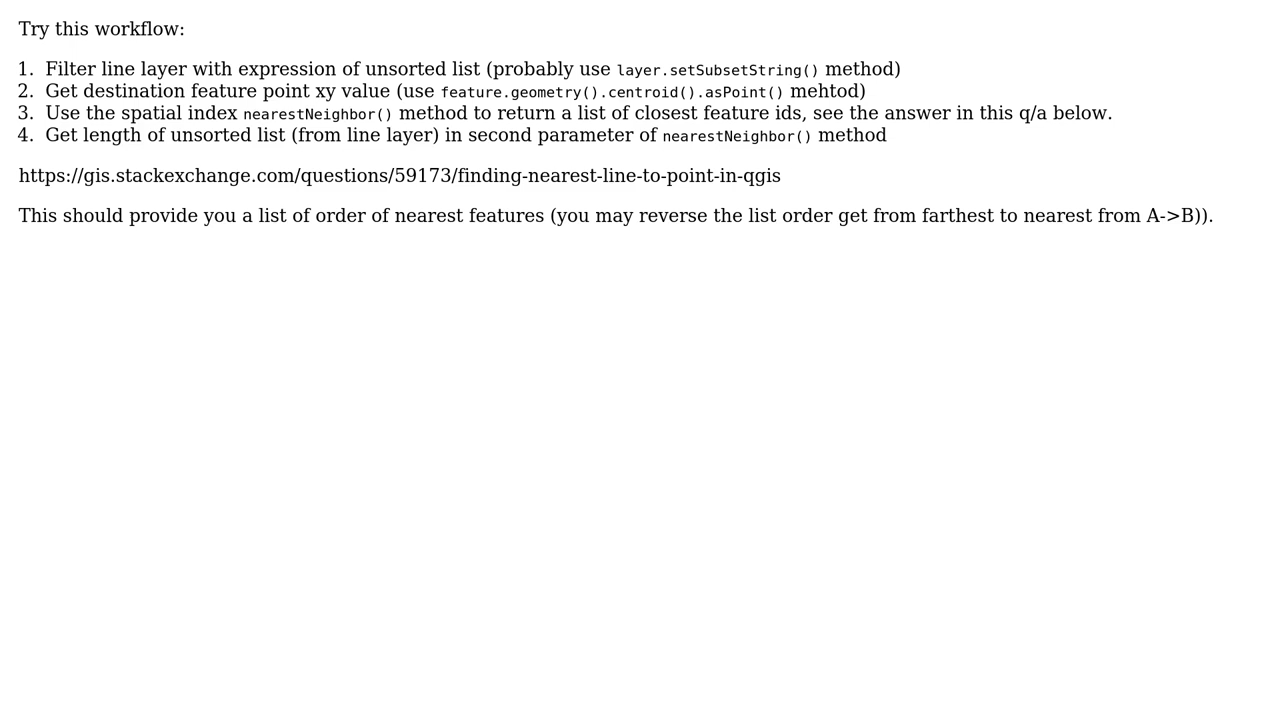 Try this workflow:
1. Filter line layer with expression of unsorted list (probably use layer.setSubsetString() method)
2. Get destination feature point xy value (use feature.geometry().centroid().asPoint() mehtod)
3. Use the spatial index nearestNeighbor() method to return a list of closest feature ids, see the answer in this q/a below.
4. Get length of unsorted list (from line layer) in second parameter of nearestNeighbor() method
https://gis.stackexchange.com/questions/59173/finding-nearest-line-to-point-in-qgis
This should provide you a list of order of nearest features (you may reverse the list order get from farthest to nearest from A->B)).